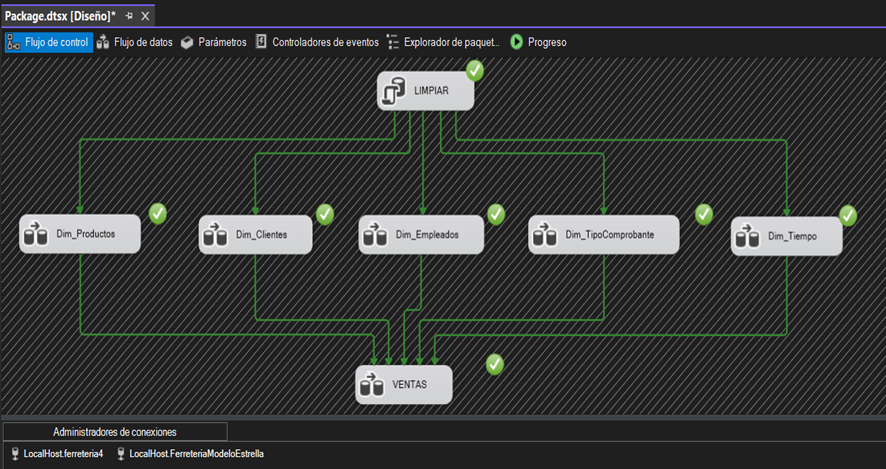 Package.dtsx [Diseño]*
Flujo de control Flujo de datos Parámetros Controladores de eventos Explorador de paquet... Progreso
LIMPIAR
Dim_Productos Dim_Clientes Dim_Empleados Dim_TipoComprobante Dim_Tiempo
VENTAS
Administradores de conexiones
LocalHost.ferreteria4 LocalHost.FerreteriaModeloEstrella